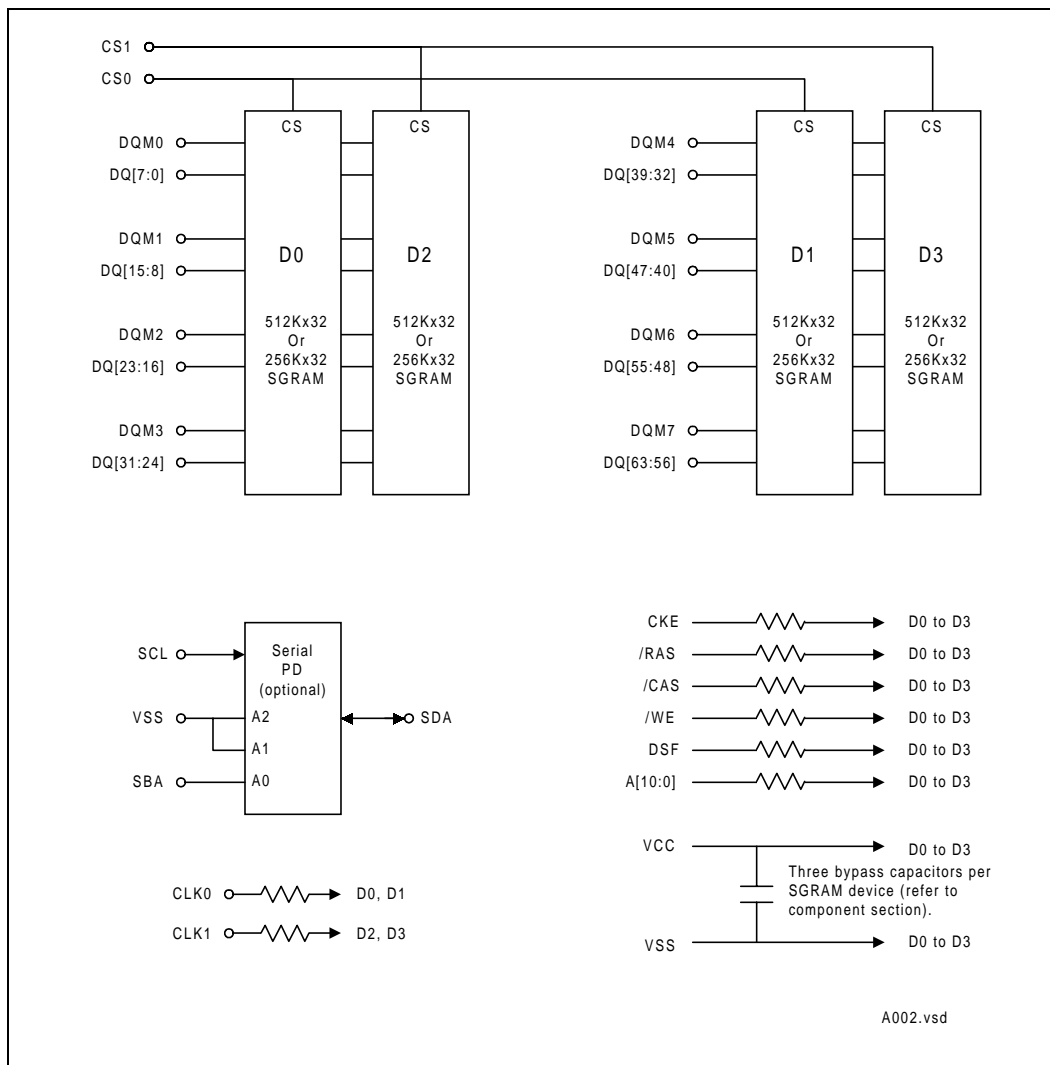 CS1
CS0
CS CS CS CS
DQM0 DQM4
DQ[7:0] DQ[39:32]
DQM1 DQM5
D0 D2 D1 D3
DQ[15:8] DQ[47:40]
512Kx32 512Kx32 512Kx32 512Kx32
DQM2 Or Or DQM6 Or Or
DQ[23:16] 256Kx32 256Kx32 DQ[55:48] 256Kx32 256Kx32
SGRAM SGRAM SGRAM SGRAM
DQM3 DQM7
DQ[31:24] DQ[63:56]
SCL
Serial
PD
(optional)
VSS A2
SDA
A1
SBA A0
CLK0 D0, D1
CLK1 D2, D3
CKE D0 to D3
/RAS D0 to D3
/CAS D0 to D3
/WE D0 to D3
DSF D0 to D3
A[10:0] D0 to D3
VCC D0 to D3
Three bypass capacitors per
SGRAM device (refer to
component section).
VSS D0 to D3
A002.vsd